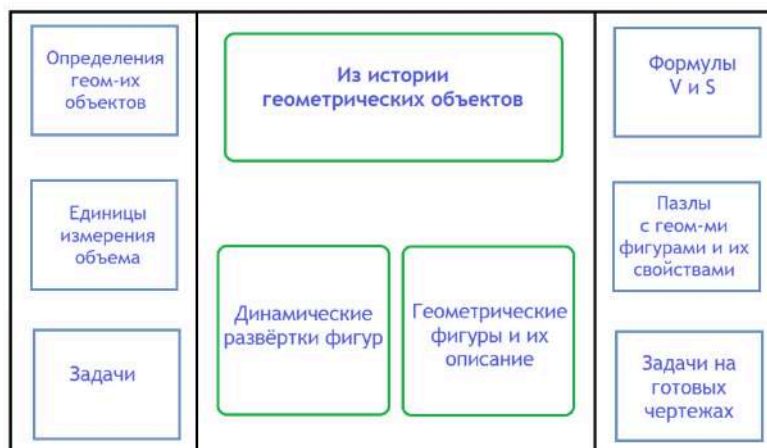 Определения
геом-их
объектов
Единицы
измерения
объема
Задачи
Из истории
геометрических объектов
Динамические
развёртки фигур
Геометрические
фигуры и их
описание
Формулы
V и S
Пазлы
с геом-ми
фигурами и их
свойствами
Задачи на
готовых
чертежах